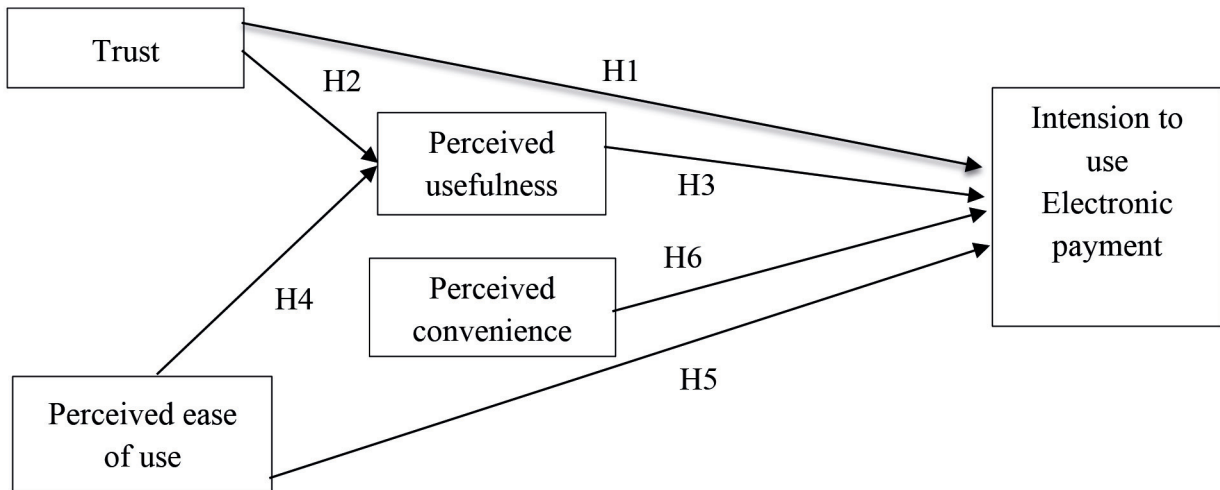 Trust
H1
H2
Perceived
usefulness
H3
Intension to
use
Electronic
payment
H6
Perceived
convenience
H4
H5
Perceived ease
of use